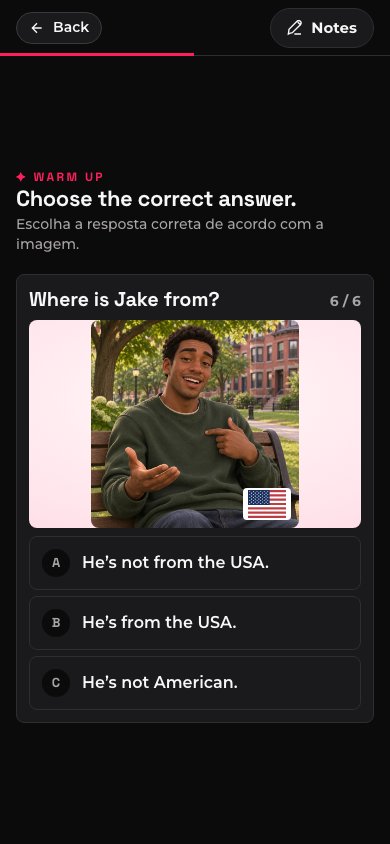 Back
Notes
WARM UP
Choose the correct answer.
Escolha a resposta correta de acordo com a
imagem.
Where is Jake from?
6 / 6
A He's not from the USA.
B He's from the USA.
C He's not American.